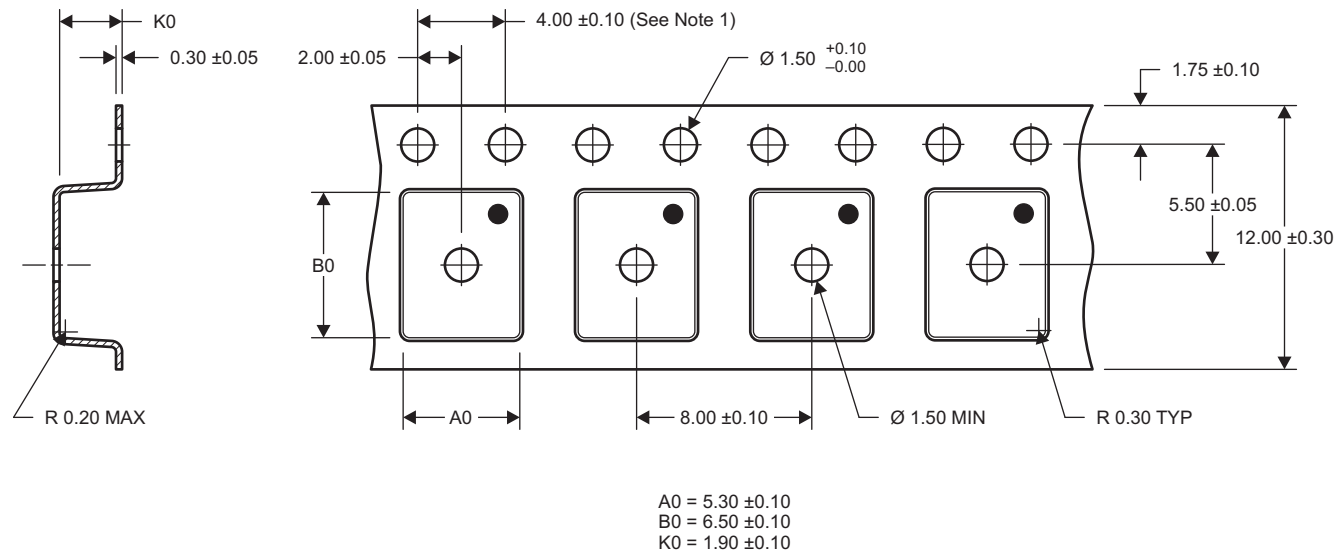 K0
4.00 ±0.10 (See Note 1)
0.30 ±0.05
2.00 ±0.05
Ø 1.50 +0.10 –0.00
1.75 ±0.10
5.50 ±0.05
12.00 ±0.30
B0
R 0.20 MAX
A0
8.00 ±0.10
Ø 1.50 MIN
R 0.30 TYP
A0 = 5.30 ±0.10
B0 = 6.50 ±0.10
K0 = 1.90 ±0.10